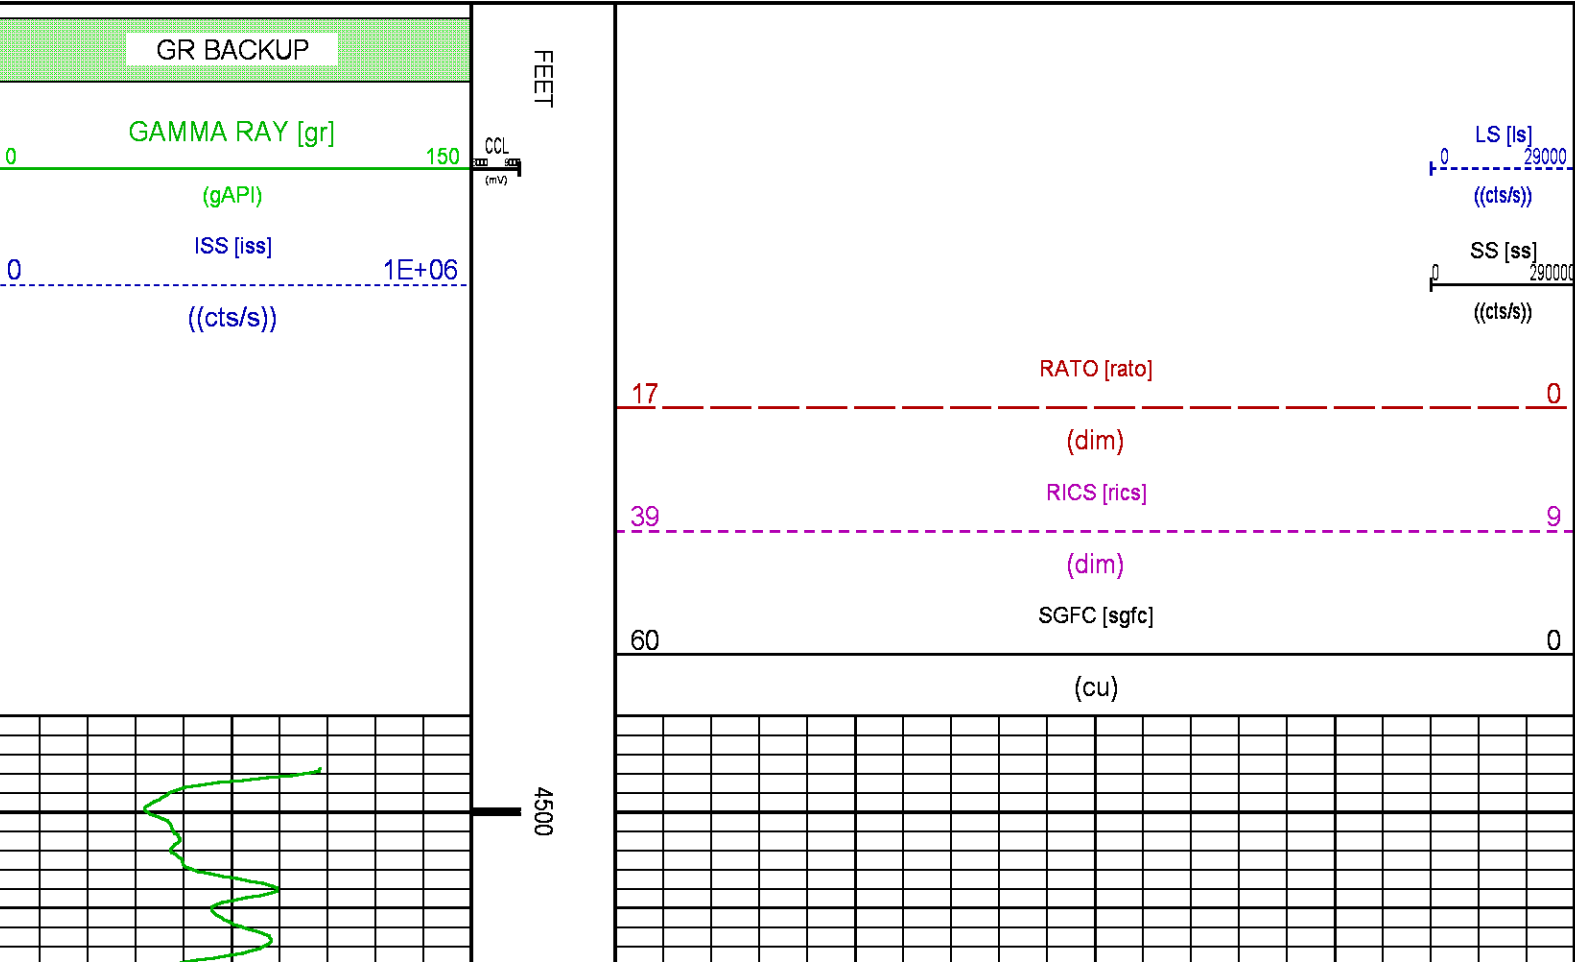 GR BACKUP
GAMMA RAY [gr]
0 150
(gAPI)
ISS [iss]
0 1E+06
((cts/s))
FEET
CCL
(mV)
LS [ls]
0 29000
((cts/s))
SS [ss]
0 290000
((cts/s))
RATO [rato]
17 0
(dim)
RICS [rics]
39 9
(dim)
SGFC [sgfc]
60 0
(cu)
4500